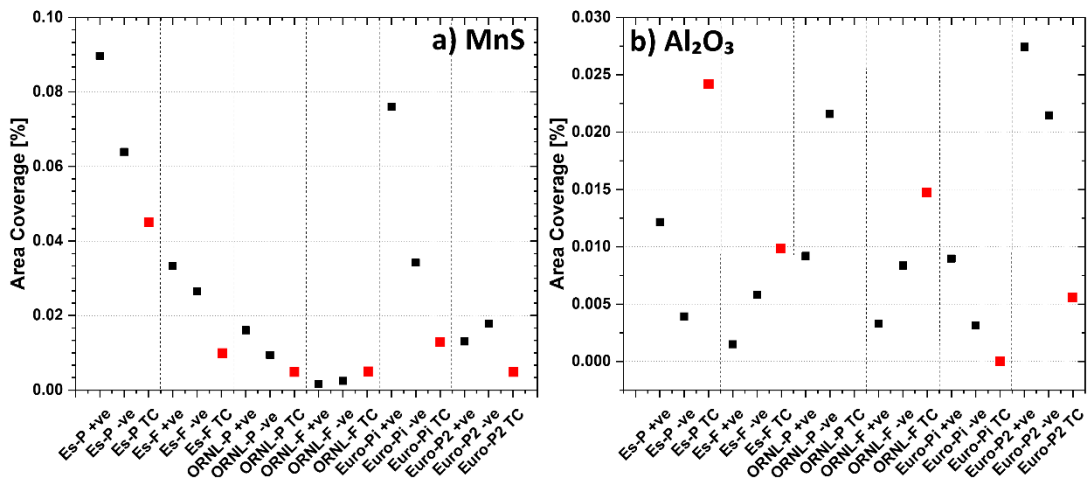 a) MnS
Area Coverage [%]
0.10
0.08
0.06
0.04
0.02
0.00
Es-P +ve
Es-P -ve
Es-P TC
Es-F +ve
Es-F -ve
Es-F TC
ORNL-P +ve
ORNL-P -ve
ORNL-P TC
ORNL-F +ve
ORNL-F -ve
ORNL-F TC
Euro-Pi +ve
Euro-Pi -ve
Euro-Pi TC
Euro-P2 +ve
Euro-P2 -ve
Euro-P2 TC
b) Al₂O₃
Area Coverage [%]
0.030
0.025
0.020
0.015
0.010
0.005
0.000
Es-P +ve
Es-P -ve
Es-P TC
Es-F +ve
Es-F -ve
Es-F TC
ORNL-P +ve
ORNL-P -ve
ORNL-P TC
ORNL-F +ve
ORNL-F -ve
ORNL-F TC
Euro-Pi +ve
Euro-Pi -ve
Euro-Pi TC
Euro-P2 +ve
Euro-P2 -ve
Euro-P2 TC